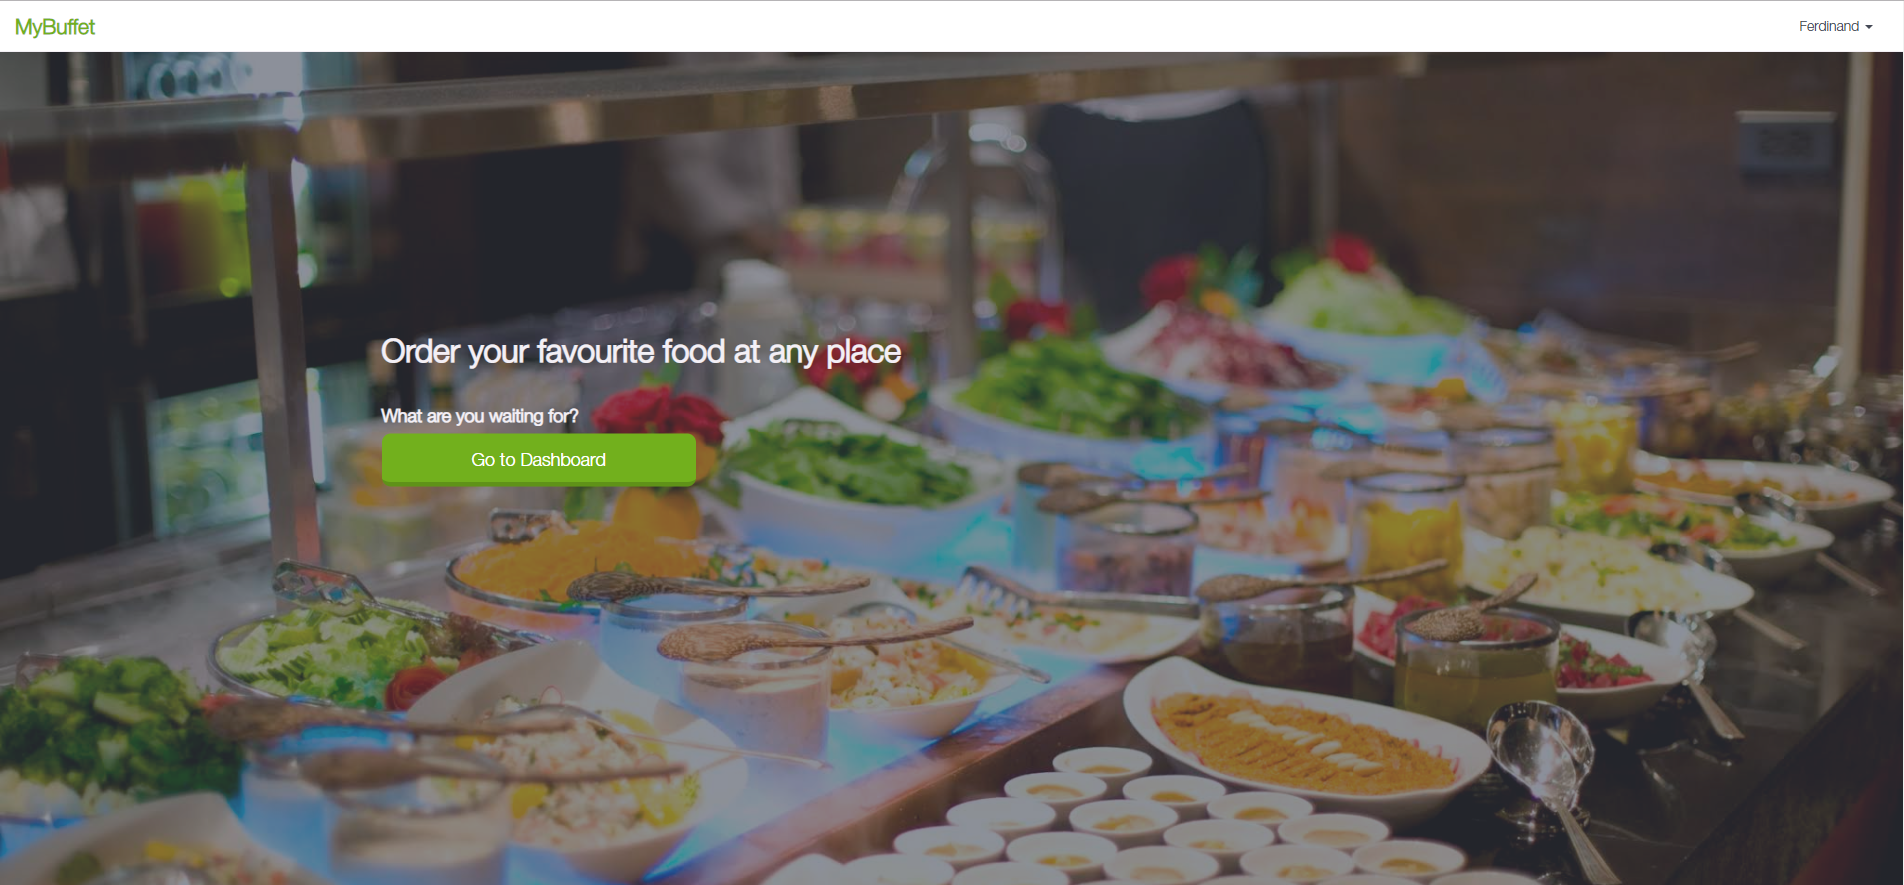 MyBuffet
Ferdinand
Order your favourite food at any place
What are you waiting for?
Go to Dashboard